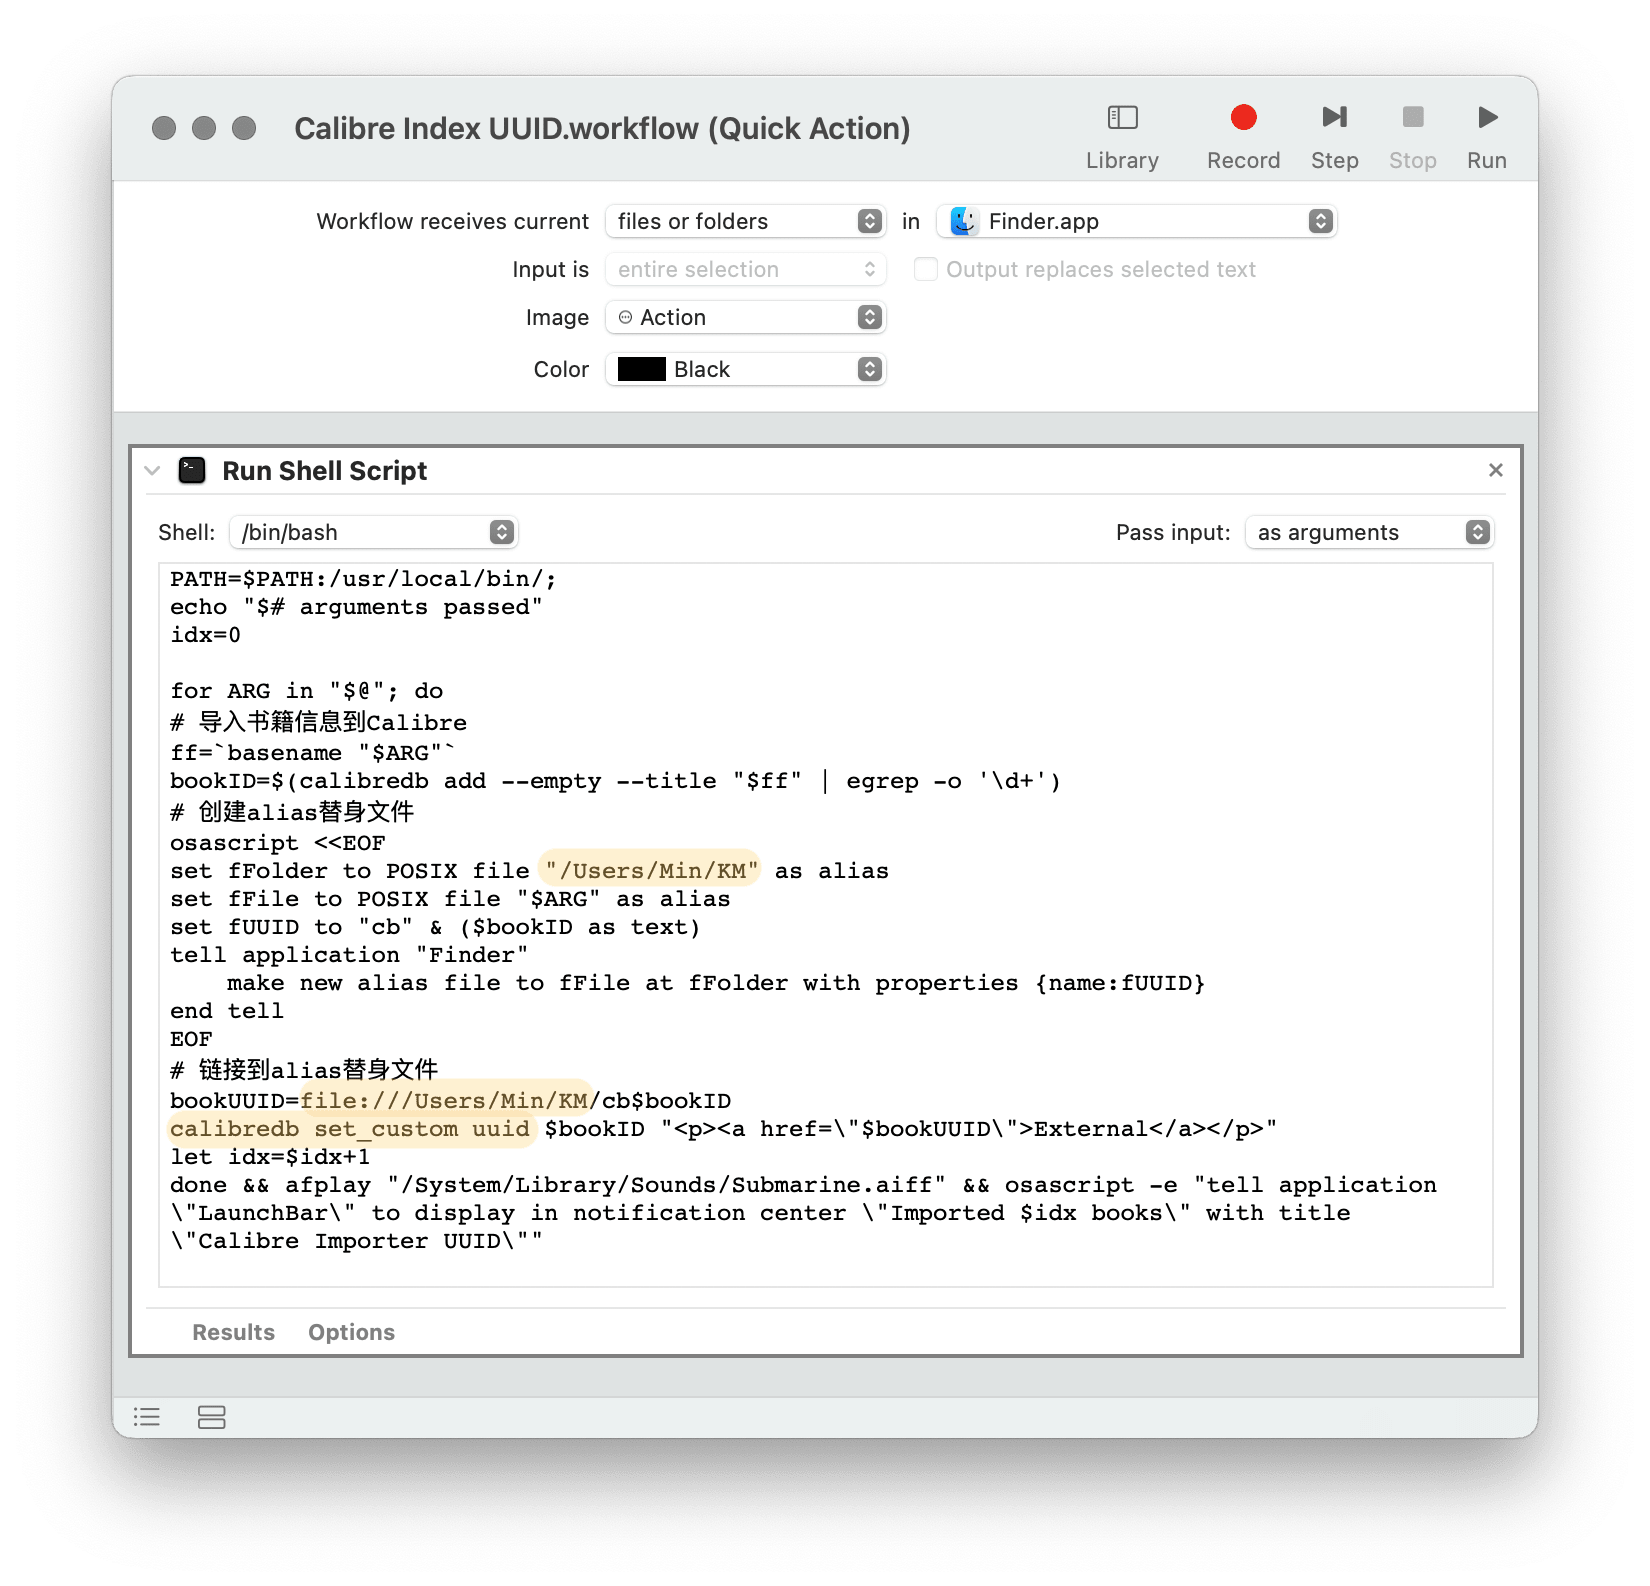 Calibre Index UUID.workflow (Quick Action)
Library
Record
Step
Stop
Run
Workflow receives current files or folders in Finder.app
Input is entire selection Output replaces selected text
Image Action
Color Black
Run Shell Script
Shell: /bin/bash Pass input: as arguments
PATH=$PATH:/usr/local/bin/;
echo "$# arguments passed"
idx=0
for ARG in "$@"; do
# 导入书籍信息到Calibre
ff=`basename "$ARG"`
bookID=$(calibredb add --empty --title "$ff" | egrep -o '\d+')
# 创建alias替身文件
osascript <<EOF
set fFolder to POSIX file "/Users/Min/KM" as alias
set fFile to POSIX file "$ARG" as alias
set fUUID to "cb" & ($bookID as text)
tell application "Finder"
    make new alias file to fFile at fFolder with properties {name:fUUID}
end tell
EOF
# 链接到alias替身文件
bookUUID=file:///Users/Min/KM/cb$bookID
calibredb set_custom uuid $bookID "<p><a href=\"$bookUUID\">External</a></p>"
let idx=$idx+1
done && afplay "/System/Library/Sounds/Submarine.aiff" && osascript -e "tell application
\"LaunchBar\" to display in notification center \"Imported $idx books\" with title
\"Calibre Importer UUID\""
Results Options